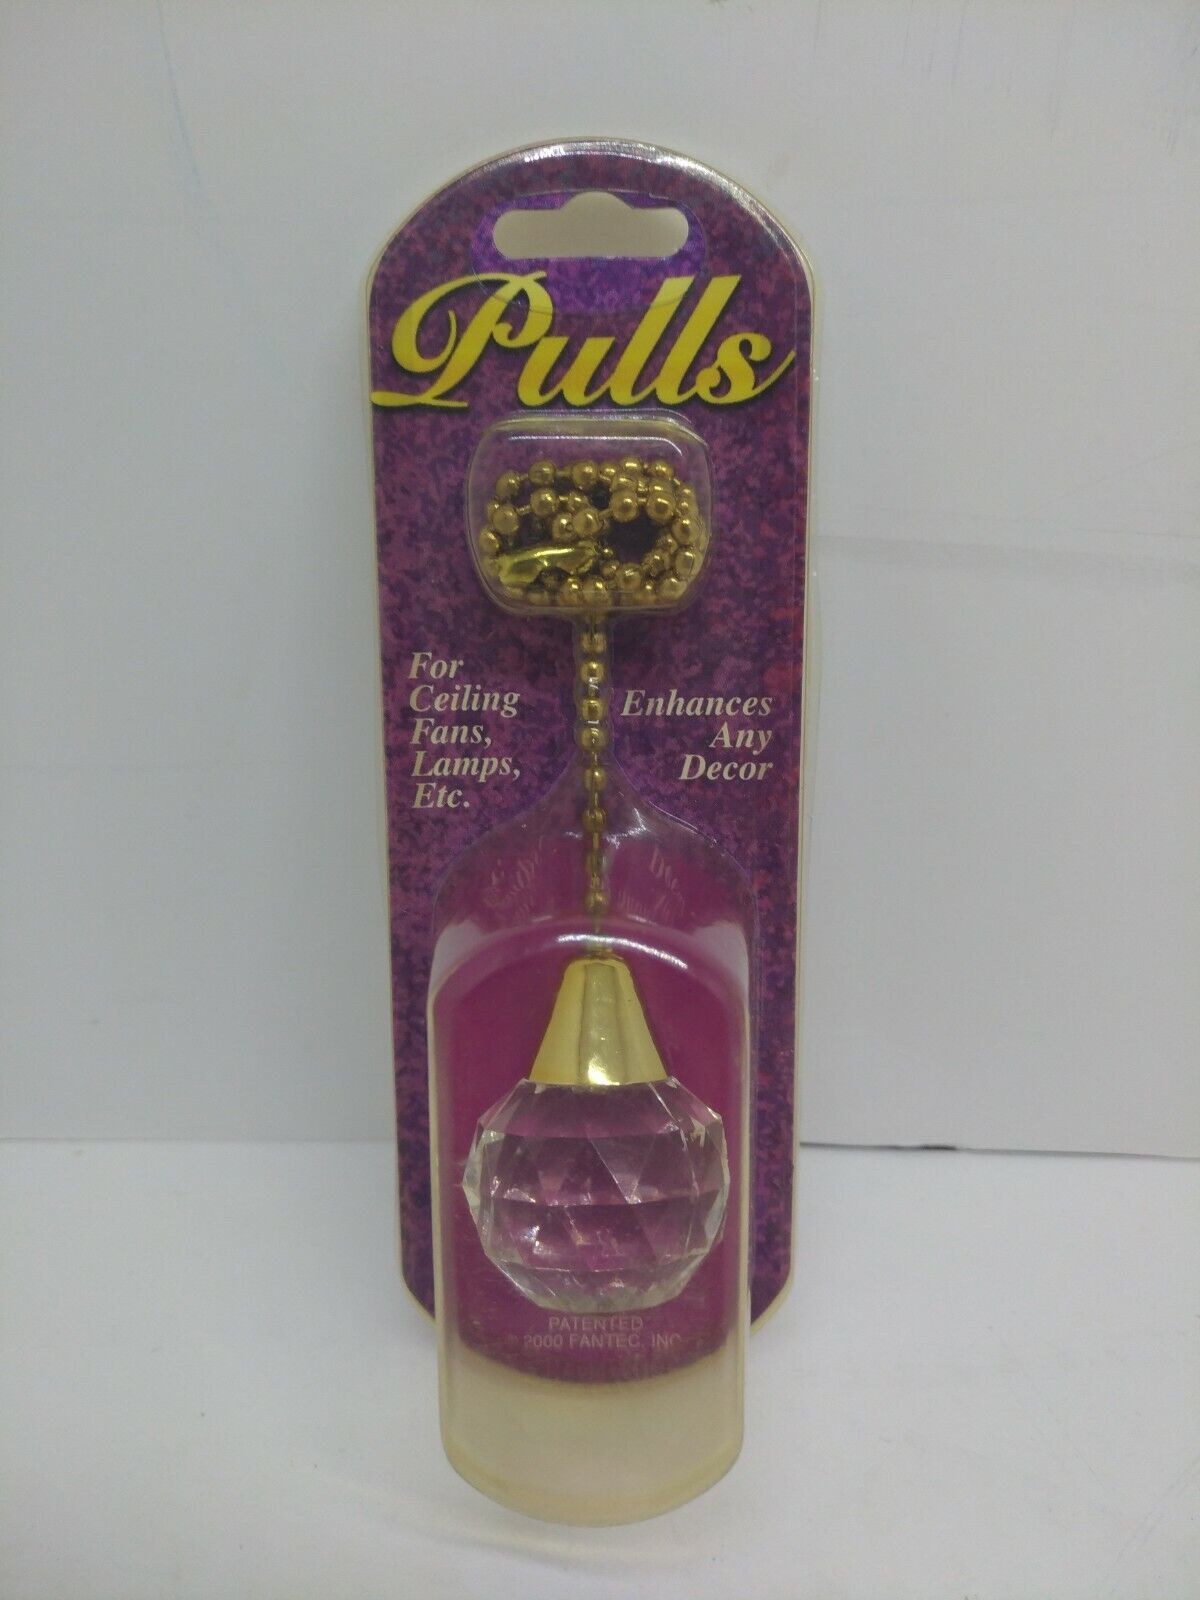 Pulls
For
Ceiling
Fans,
Lamps,
Etc.
Enhances
Any
Decor
PATENTED
2000 FANTEC, INC